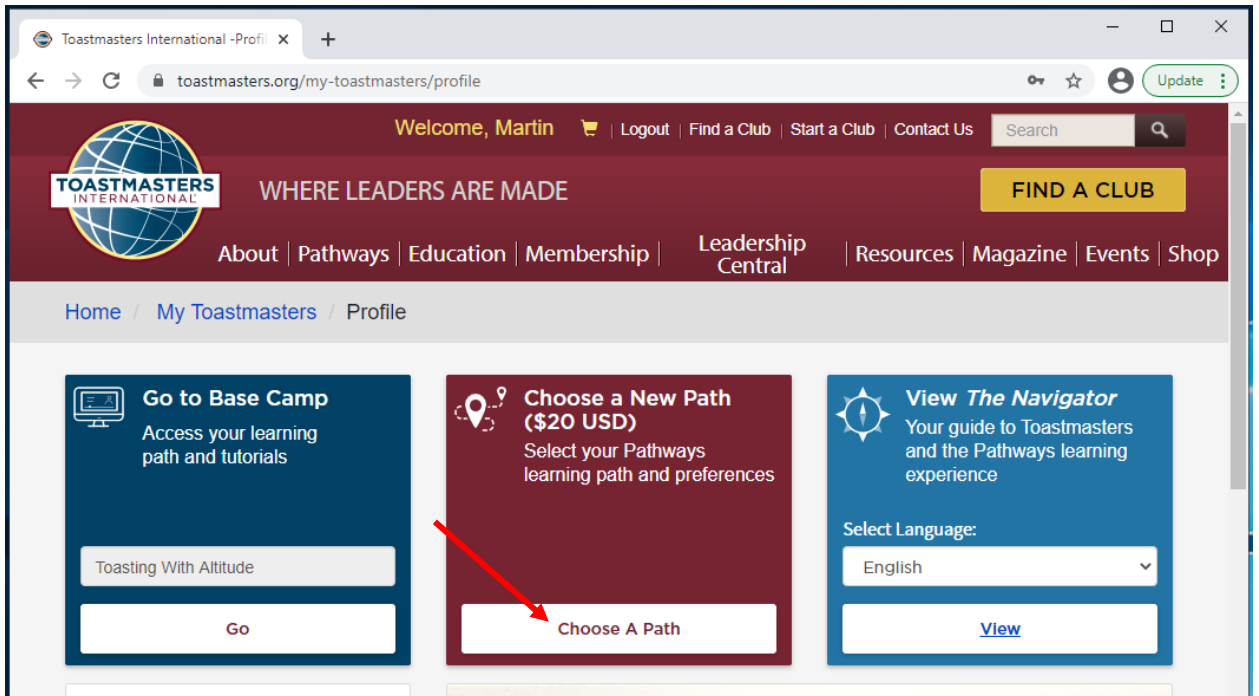 Toastmasters International -Profi
toastmasters.org/my-toastmasters/profile
Update
Welcome, Martin | Logout | Find a Club | Start a Club | Contact Us
Search
TOASTMASTERS
INTERNATIONAL
WHERE LEADERS ARE MADE
FIND A CLUB
About | Pathways | Education | Membership | Leadership Central | Resources | Magazine | Events | Shop
Home / My Toastmasters / Profile
Go to Base Camp
Access your learning
path and tutorials
Toasting With Altitude
Go
Choose a New Path
($20 USD)
Select your Pathways
learning path and preferences
Choose A Path
View The Navigator
Your guide to Toastmasters
and the Pathways learning
experience
Select Language:
English
View